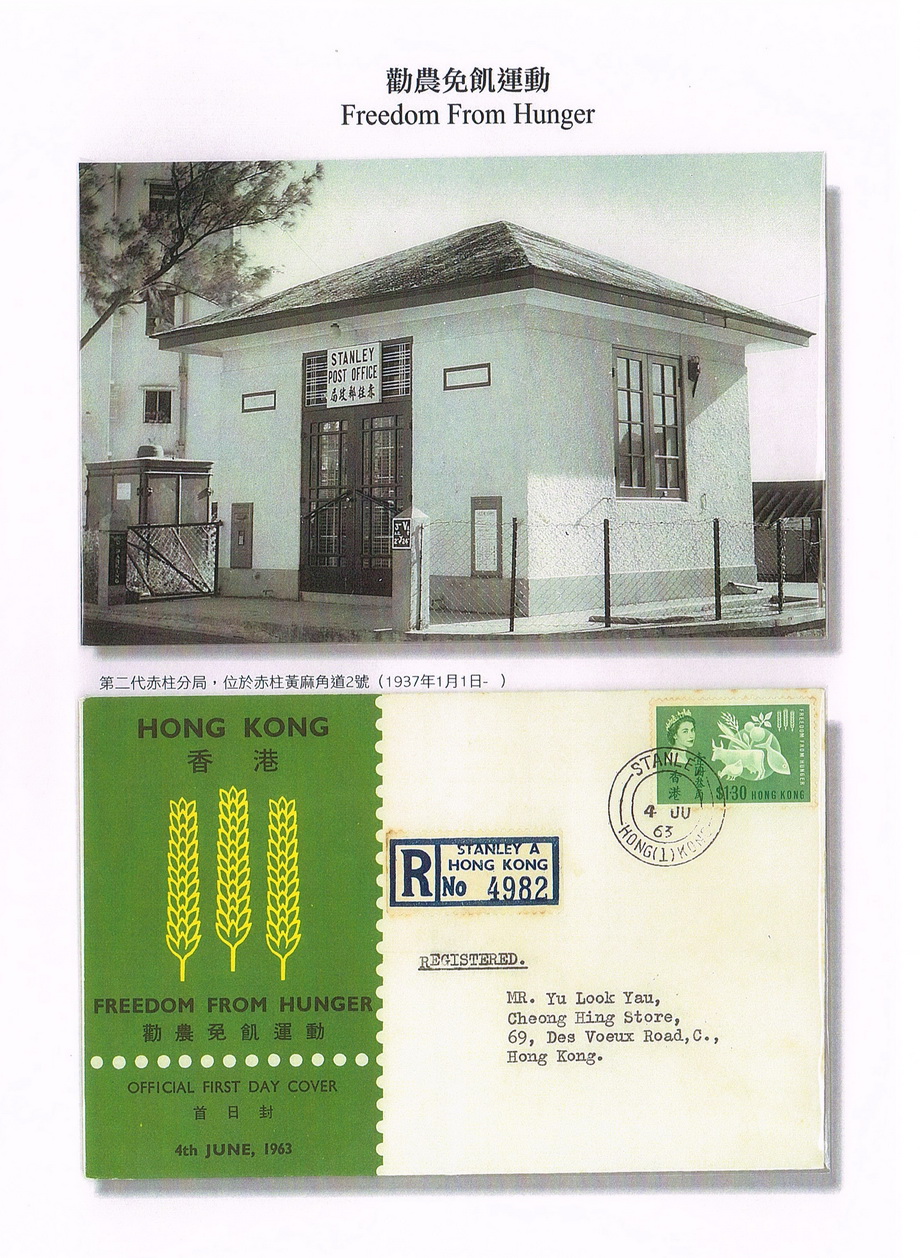 勸農免飢運動
Freedom From Hunger
STANLEY
POST OFFICE
局政郵柱赤
第二代赤柱分局，位於赤柱黃麻角道2號（1937年1月1日-  ）
HONG KONG
香 港
FREEDOM FROM HUNGER
勸農免飢運動
OFFICIAL FIRST DAY COVER
首日封
4th JUNE, 1963
FREEDOM FROM HUNGER
香港
$1·30 HONG KONG
STANLEY
4 JU
63
HONG(1)KONG
R
STANLEY A
HONG KONG
No 4982
REGISTERED.
MR. Yu Look Yau,
Cheong Hing Store,
69, Des Voeux Road,C.,
Hong Kong.